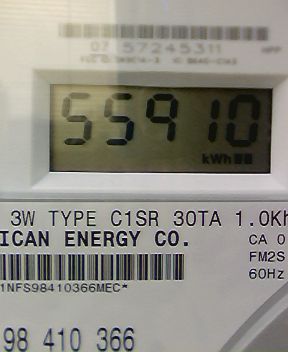 07 57245311
55910
kWh
3W TYPE C1SR 30TA 1.0Kh
ICAN ENERGY CO.
CA 0
FM2S
60Hz
1NFS98410366MEC*
98 410 366